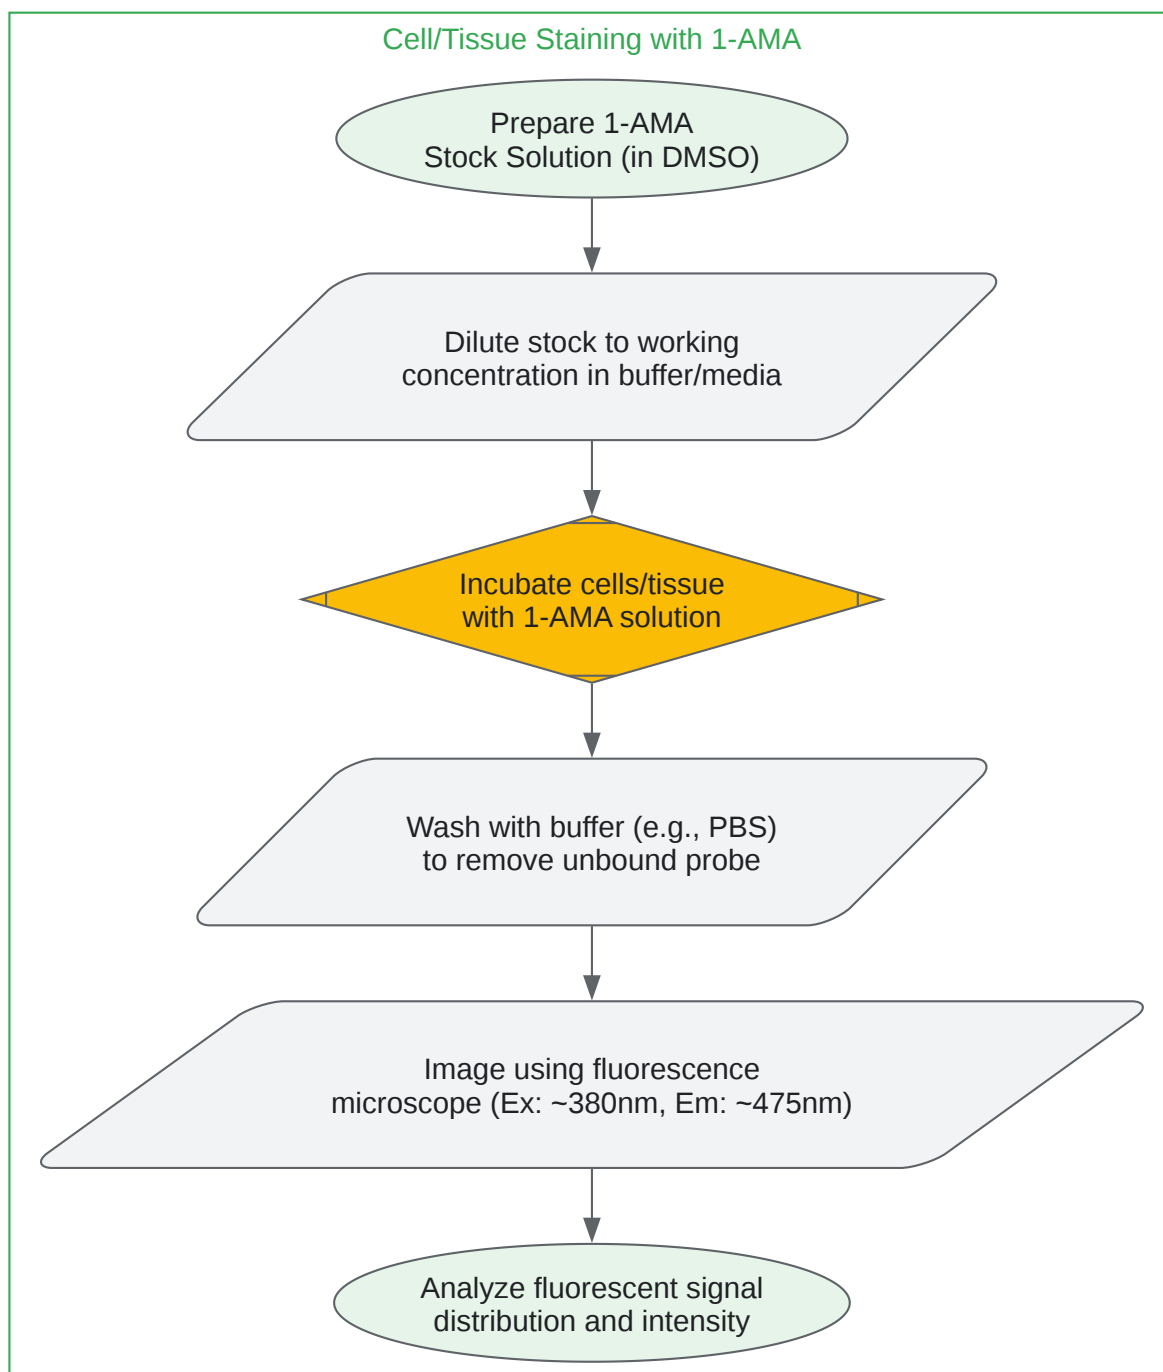 Cell/Tissue Staining with 1-AMA
Prepare 1-AMA
Stock Solution (in DMSO)
Dilute stock to working
concentration in buffer/media
Incubate cells/tissue
with 1-AMA solution
Wash with buffer (e.g., PBS)
to remove unbound probe
Image using fluorescence
microscope (Ex: ~380nm, Em: ~475nm)
Analyze fluorescent signal
distribution and intensity